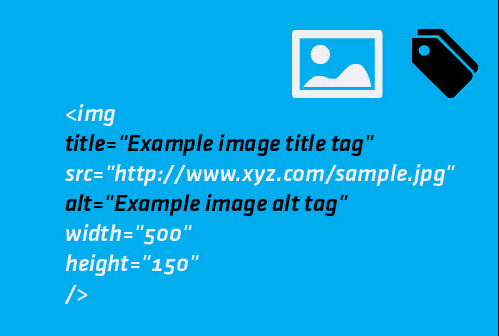 <img
title="Example image title tag"
src="http://www.xyz.com/sample.jpg"
alt="Example image alt tag"
width="500"
height="150"
/>